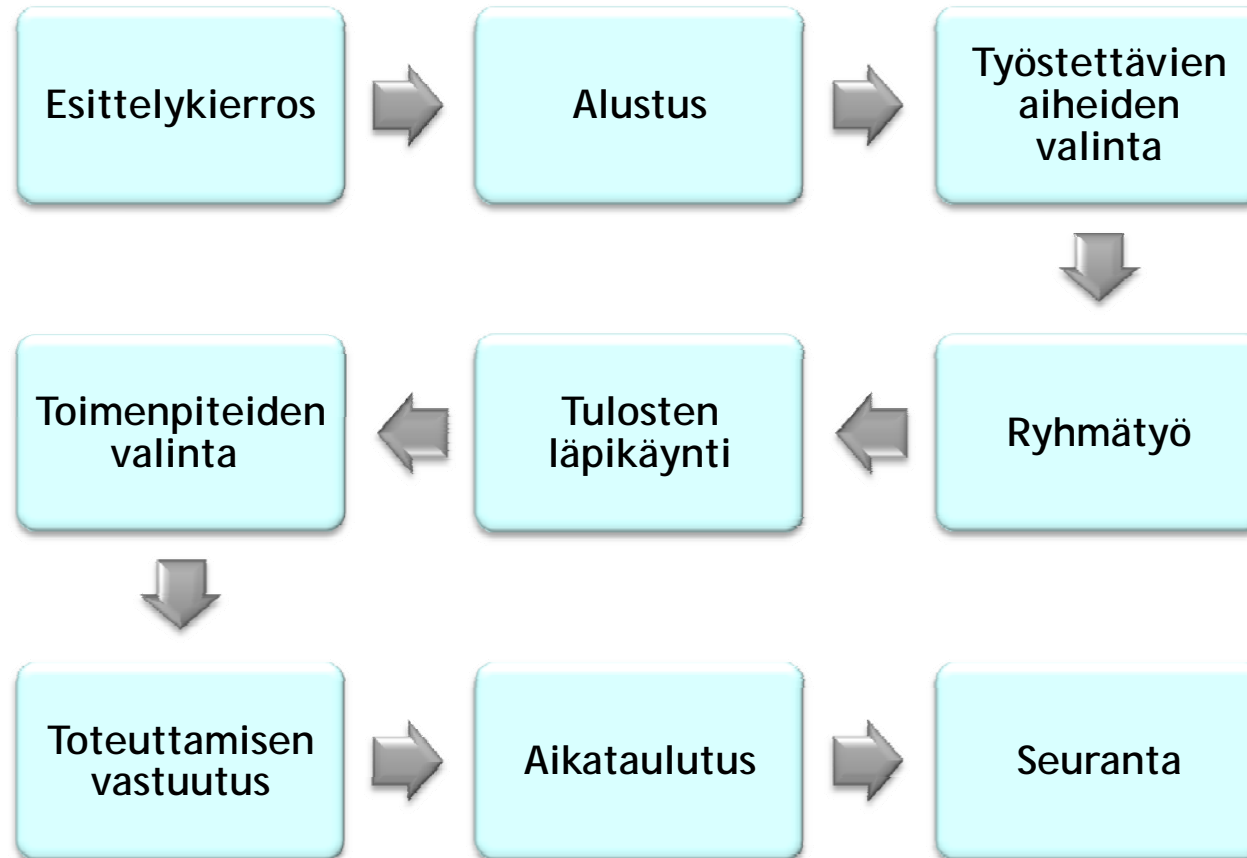 Esittelykierros
Alustus
Työstettävien
aiheiden
valinta
Toimenpiteiden
valinta
Tulosten
läpikäynti
Ryhmätyö
Toteuttamisen
vastuutus
Aikataulutus
Seuranta